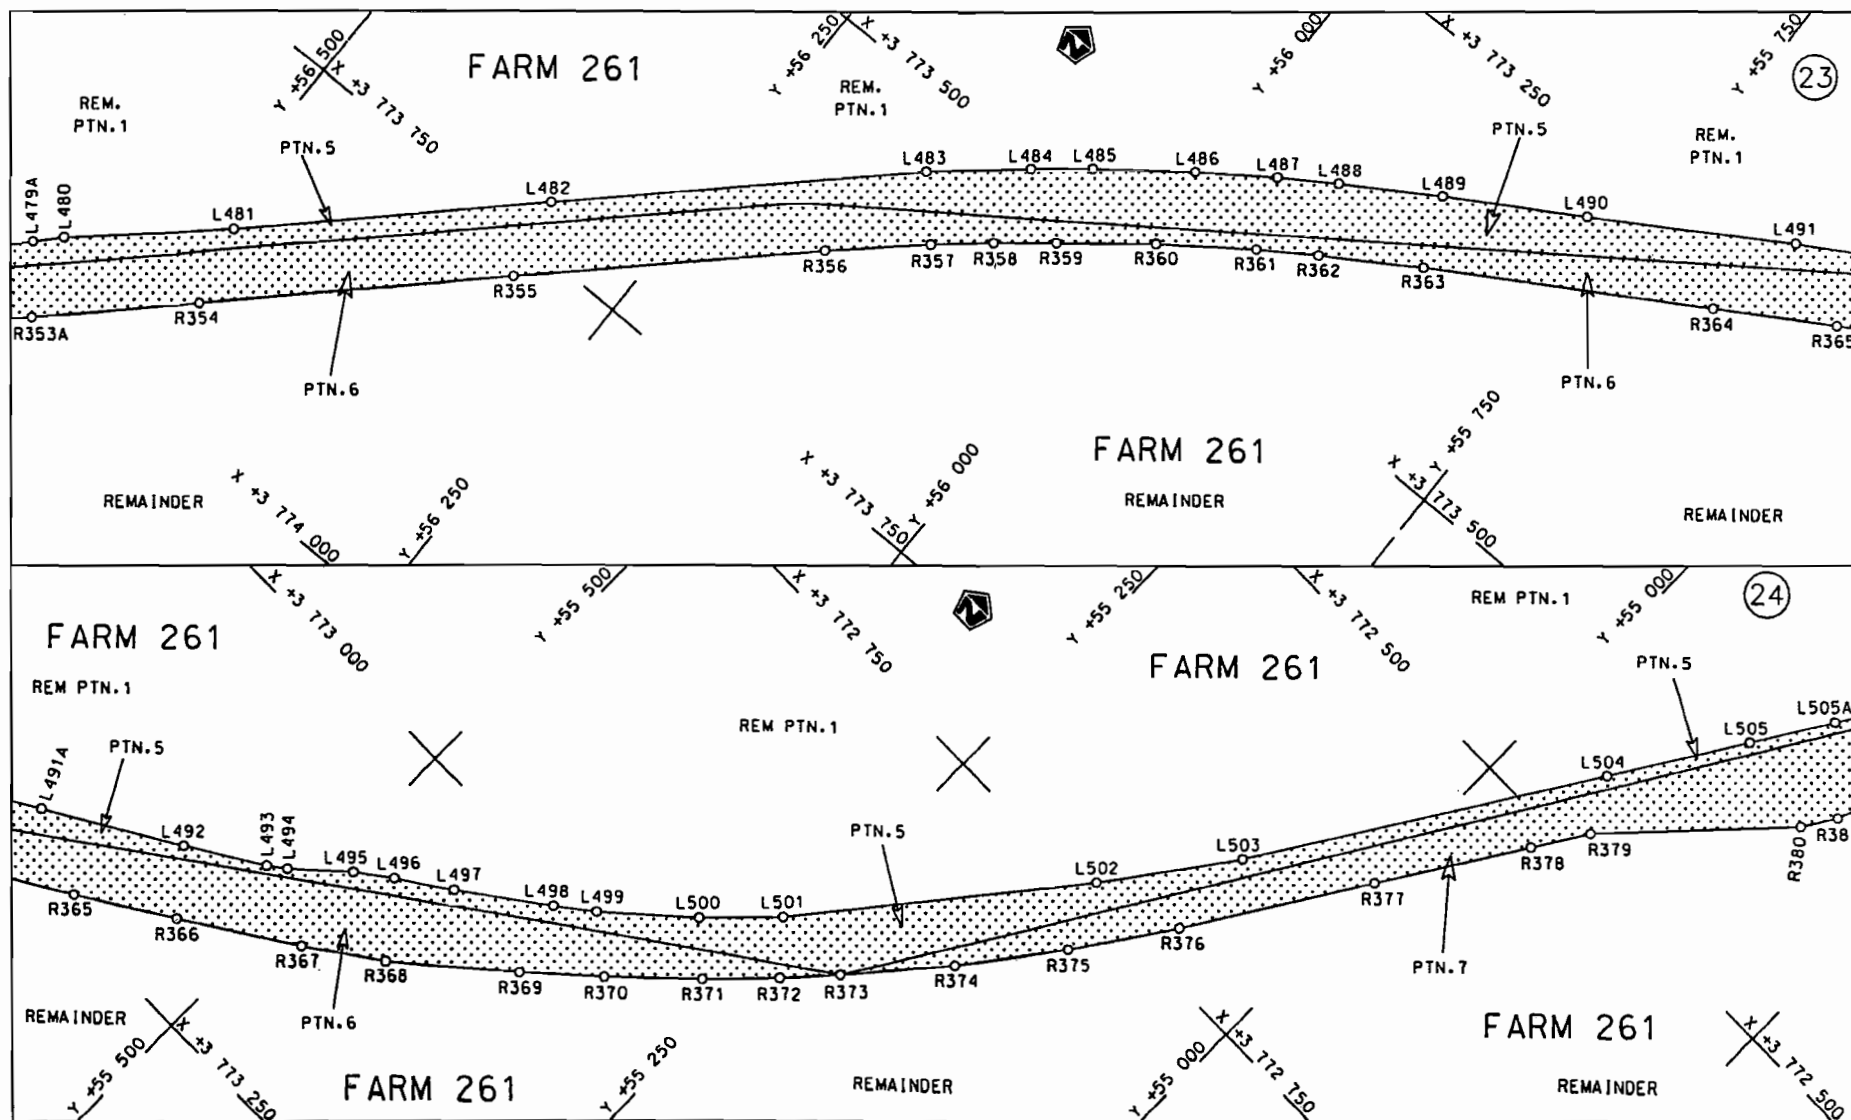 Y +56 500
X +3 773 750
FARM 261
Y +56 250
X +3 773 500
Y +56 000
X +3 773 250
Y +55 750
23
REM.
PTN.1
REM.
PTN.1
REM.
PTN.1
PTN.5
PTN.5
L479A
L480
L481
L482
L483
L484
L485
L486
L487
L488
L489
L490
L491
R353A
R354
R355
R356
R357
R358
R359
R360
R361
R362
R363
R364
R365
PTN.6
PTN.6
FARM 261
REMAINDER
REMAINDER
REMAINDER
X +3 774 000
Y +56 250
X +3 773 750
Y +56 000
X +3 773 500
Y +55 750
X +3 773 000
Y +55 500
X +3 772 750
Y +55 250
X +3 772 500
Y +55 000
REM PTN.1
24
FARM 261
FARM 261
REM PTN.1
REM PTN.1
PTN.5
PTN.5
PTN.5
L491A
L492
L493
L494
L495
L496
L497
L498
L499
L500
L501
L502
L503
L504
L505
L505A
R365
R366
R367
R368
R369
R370
R371
R372
R373
R374
R375
R376
R377
R378
R379
R380
R38
PTN.6
PTN.7
REMAINDER
FARM 261
REMAINDER
FARM 261
REMAINDER
Y +55 500
X +3 773 250
Y +55 250
Y +55 000
X +3 772 750
X +3 772 500